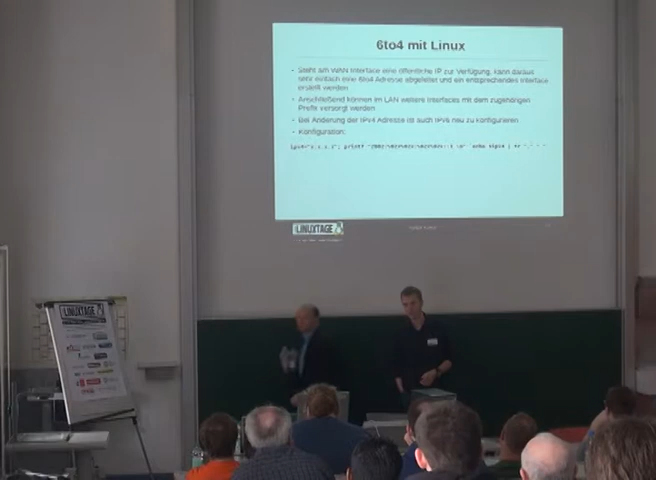 6to4 mit Linux
Steht am WAN Interface eine öffentliche IP zur Verfügung, kann daraus
sehr einfach eine 6to4 Adresse abgeleitet und ein entsprechendes Interface
erstellt werden
Anschließend können im LAN weitere Interfaces mit dem zugehörigen
Prefix versorgt werden
Bei Änderung der IPv4 Adresse ist auch IPv6 neu zu konfigurieren
Konfiguration:
LINUXTAGE
LINUXTAGE